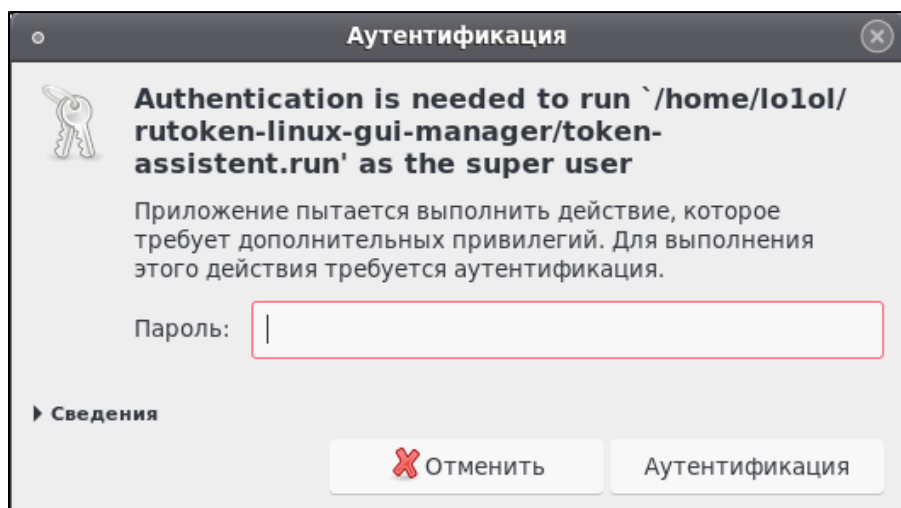 Аутентификация
Authentication is needed to run `/home/lo1ol/
rutoken-linux-gui-manager/token-
assistent.run' as the super user
Приложение пытается выполнить действие, которое
требует дополнительных привилегий. Для выполнения
этого действия требуется аутентификация.
Пароль:
Сведения
Отменить
Аутентификация